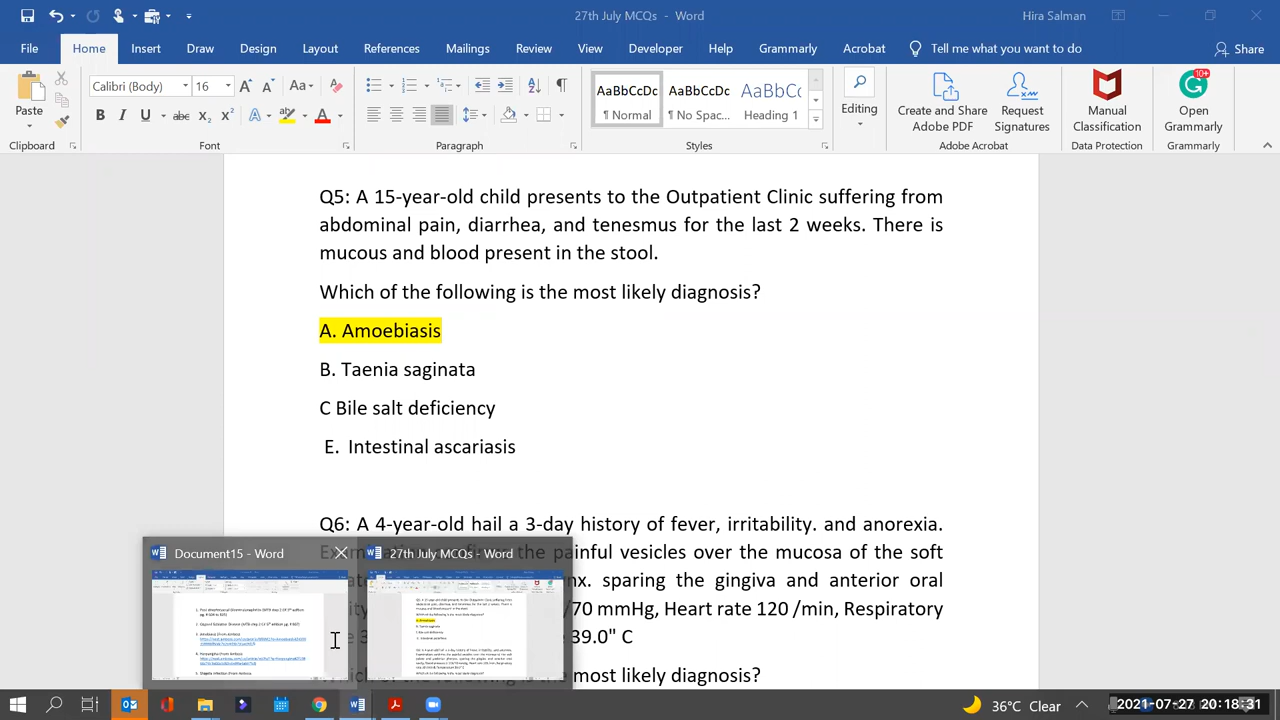 27th July MCQs - Word
Hira Salman
File Home Insert Draw Design Layout References Mailings Review View Developer Help Grammarly Acrobat Tell me what you want to do Share
Paste
Clipboard
Calibri (Body) 16
Font
Paragraph
AaBbCcDc AaBbCcDc AaBbCc
¶ Normal ¶ No Spac... Heading 1
Styles
Editing
Create and Share Adobe PDF
Request Signatures
Adobe Acrobat
Manual Classification
Data Protection
10+
Open Grammarly
Grammarly
Q5: A 15-year-old child presents to the Outpatient Clinic suffering from
abdominal pain, diarrhea, and tenesmus for the last 2 weeks. There is
mucous and blood present in the stool.
Which of the following is the most likely diagnosis?
A. Amoebiasis
B. Taenia saginata
C Bile salt deficiency
E. Intestinal ascariasis
Q6: A 4-year-old hail a 3-day history of fever, irritability. and anorexia.
painful vesicles over the mucosa of the soft
sparing the gingiva and anterior oral
/70 mmHg, Heart rate 120 /min, Respiratory
39.0" C
most likely diagnosis?
Document15 - Word
27th July MCQs - Word
36°C Clear
2021-07-27 20:18:31